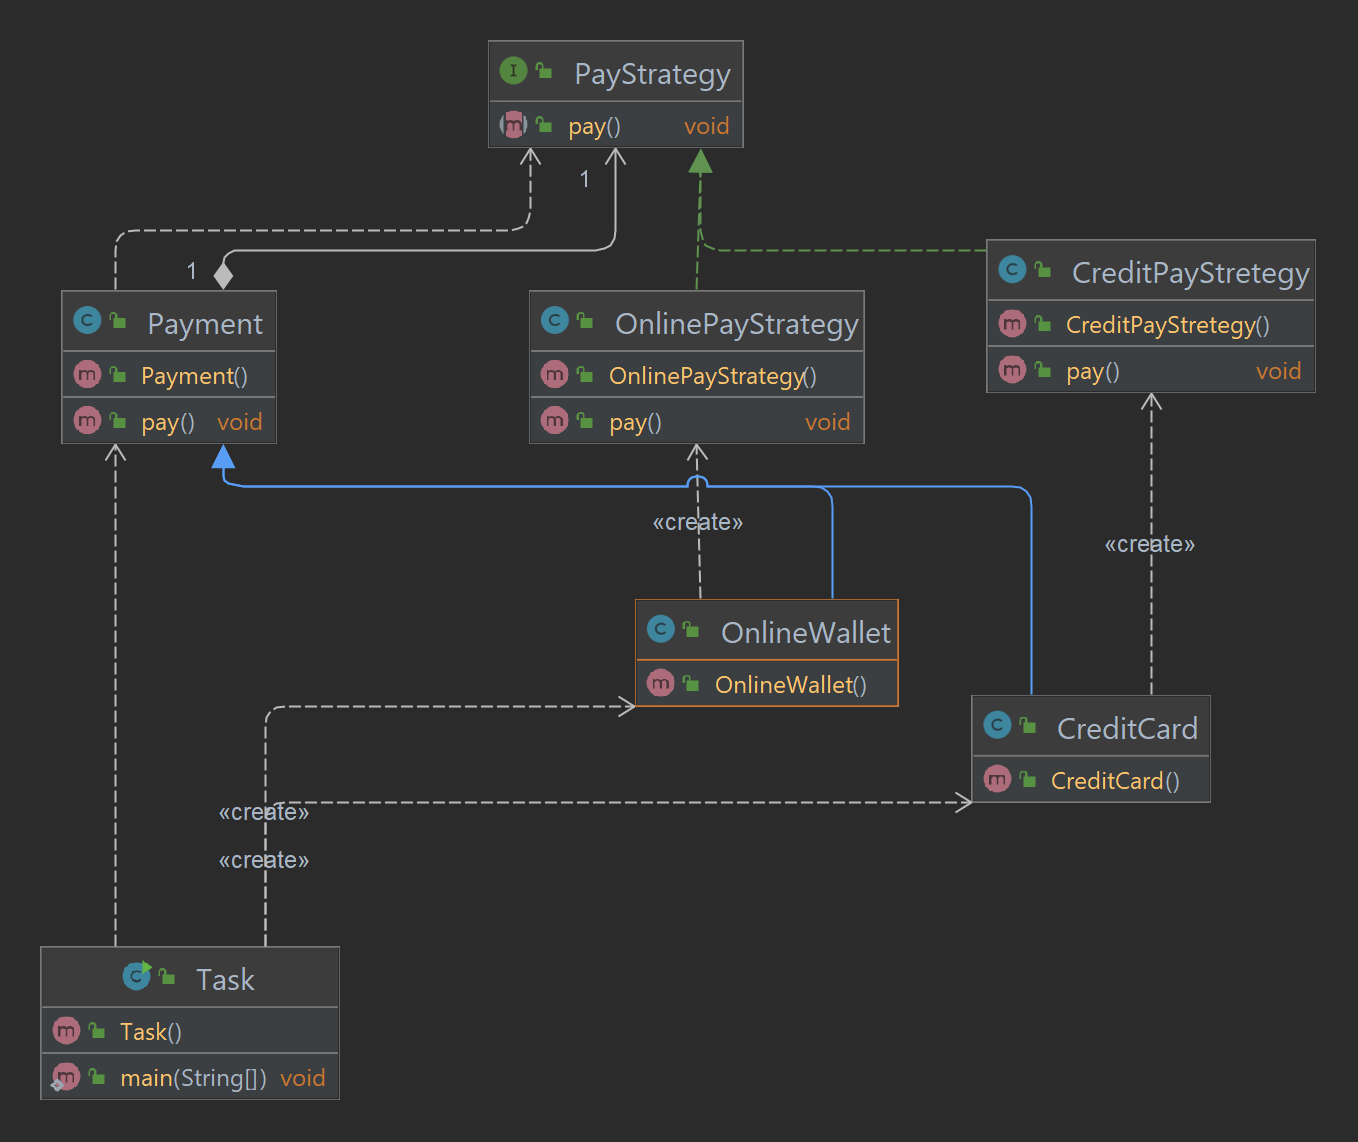 PayStrategy
pay() void
1
1
CreditPayStretegy
CreditPayStretegy()
pay() void
Payment
Payment()
pay() void
OnlinePayStrategy
OnlinePayStrategy()
pay() void
«create»
«create»
OnlineWallet
OnlineWallet()
CreditCard
CreditCard()
«create»
«create»
Task
Task()
main(String[]) void